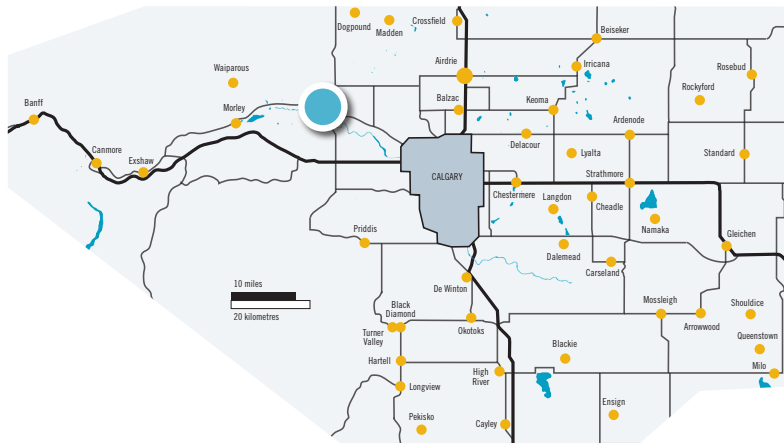 Dogpound
Madden
Crossfield
Beiseker
Airdrie
Irricana
Waiparous
Rosebud
Rockyford
Banff
Morley
Balzac
Keoma
Ardenode
Delacour
Canmore
Lyalta
Standard
Exshaw
CALGARY
Strathmore
Chestermere
Langdon
Cheadle
Priddis
Namaka
Gleichen
Dalemead
Carseland
10 miles
20 kilometres
De Winton
Black
Diamond
Mossleigh
Shouldice
Turner
Valley
Okotoks
Arrowwood
Queenstown
Blackie
Hartell
High
River
Milo
Longview
Ensign
Pekisko
Cayley